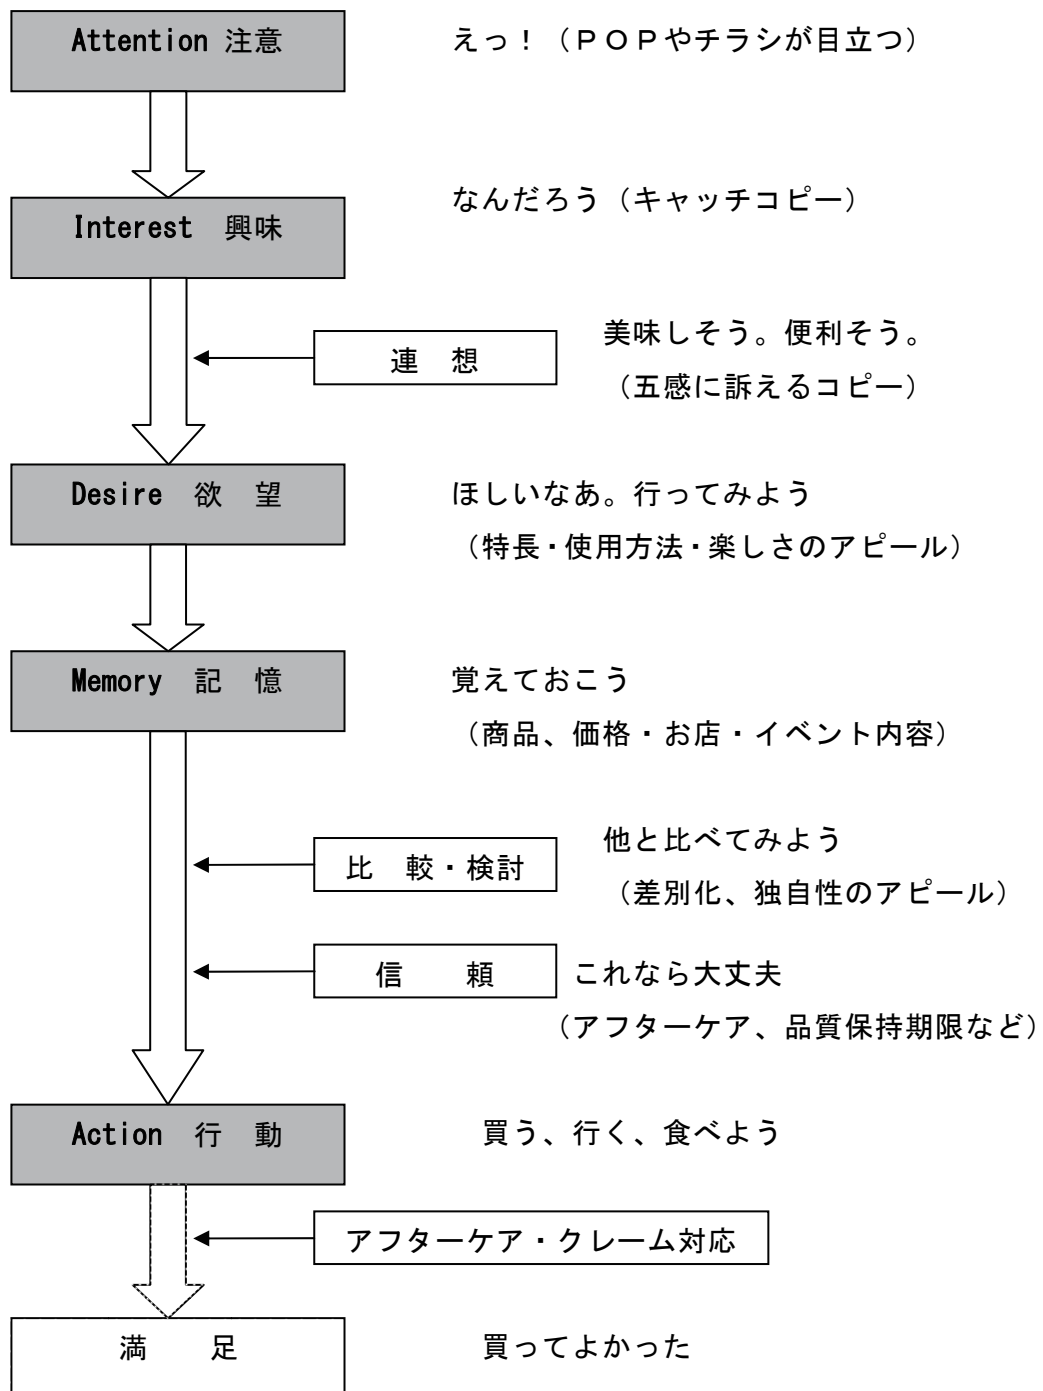 Attention 注意
えっ！（ＰＯＰやチラシが目立つ）
Interest　興味
なんだろう（キャッチコピー）
連　想
美味しそう。便利そう。
（五感に訴えるコピー）
Desire　欲　望
ほしいなあ。行ってみよう
（特長・使用方法・楽しさのアピール）
Memory　記　憶
覚えておこう
（商品、価格・お店・イベント内容）
比　較・検討
他と比べてみよう
（差別化、独自性のアピール）
信　　頼
これなら大丈夫
（アフターケア、品質保持期限など）
Action　行　動
買う、行く、食べよう
アフターケア・クレーム対応
満　　足
買ってよかった